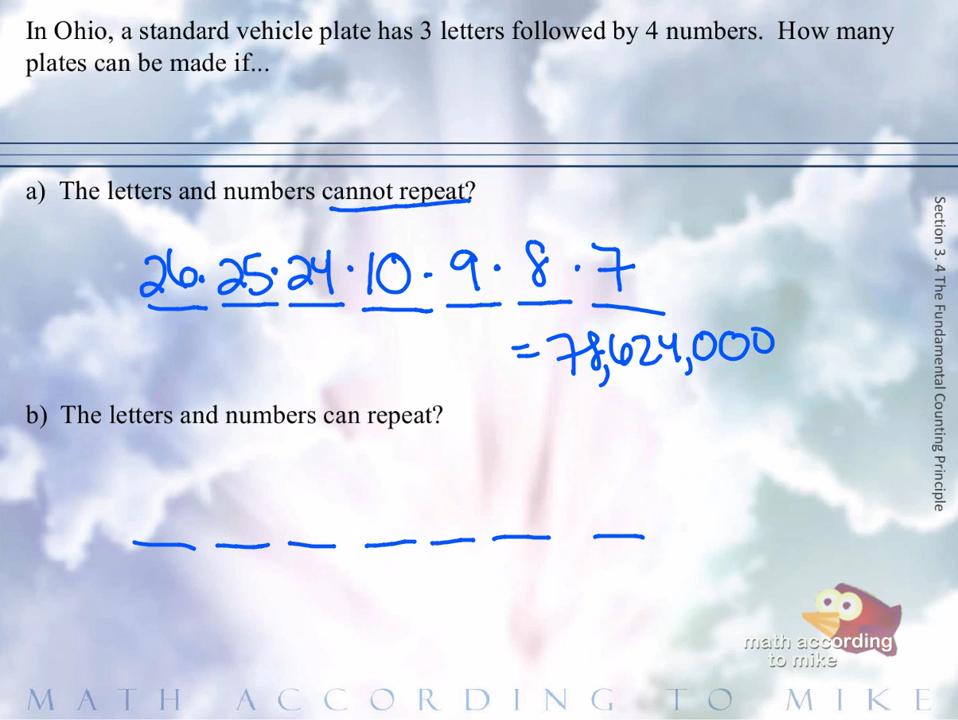 In Ohio, a standard vehicle plate has 3 letters followed by 4 numbers. How many
plates can be made if...
a) The letters and numbers cannot repeat?
26 · 25 · 24 · 10 · 9 · 8 · 7
= 78,624,000
b) The letters and numbers can repeat?
Section 3. 4 The Fundamental Counting Principle
math according
to mike
MATH ACCORDING TO MIKE